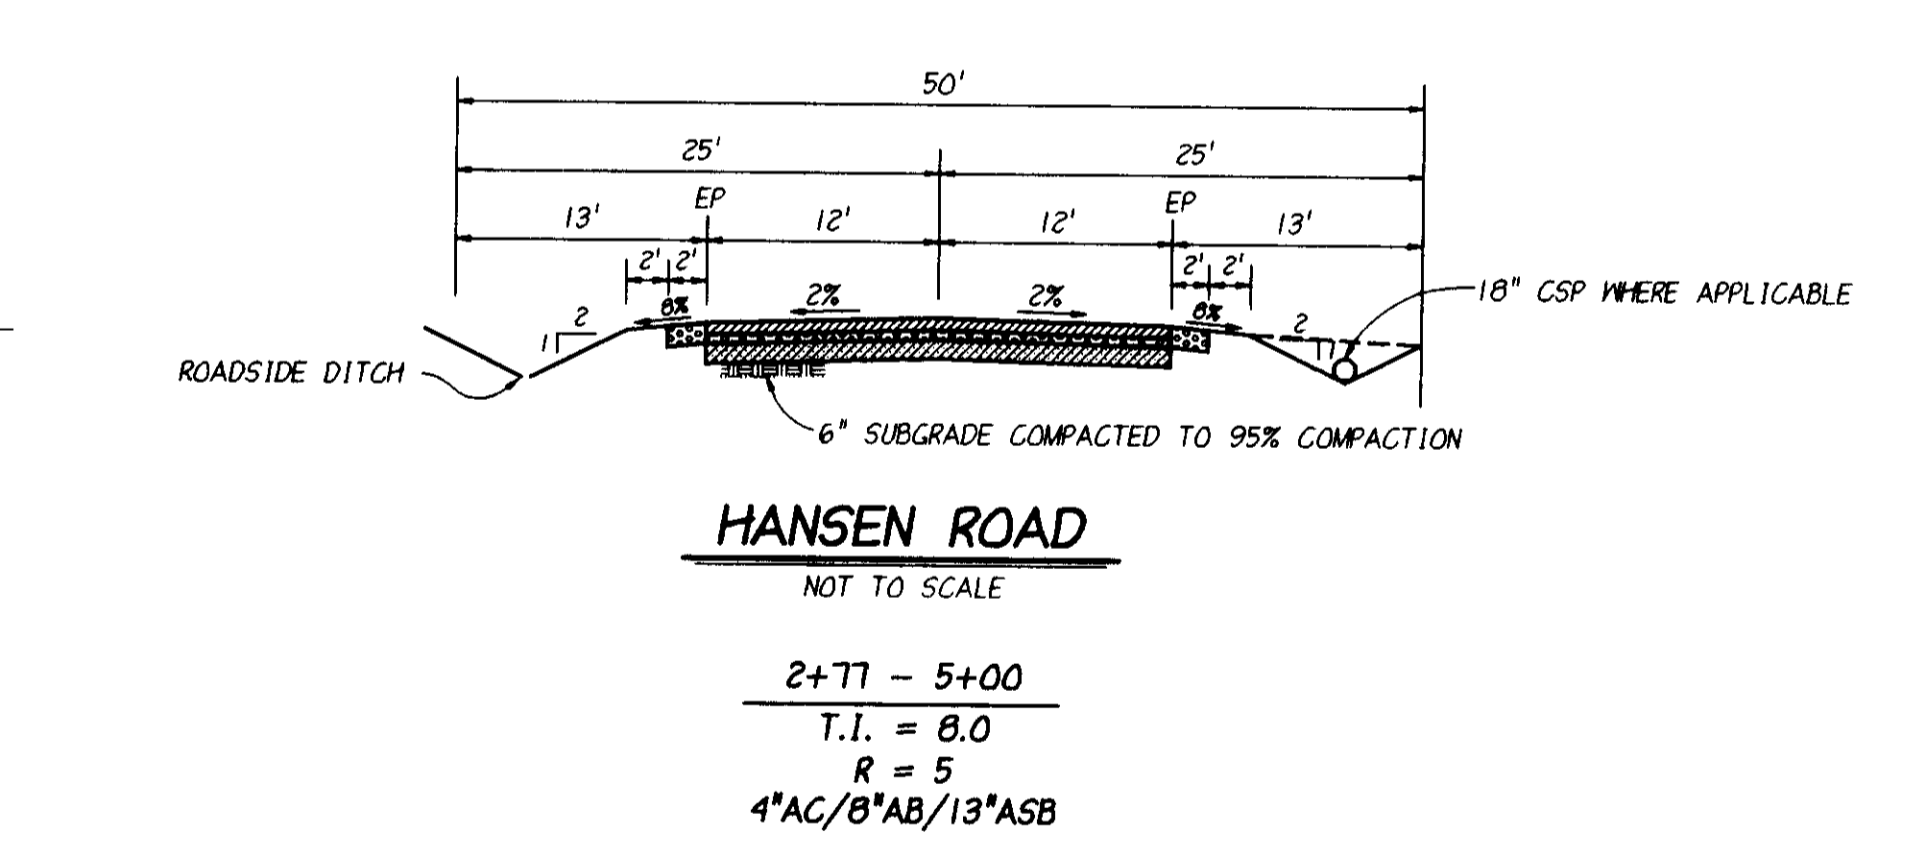 50'
25' 25'
EP EP
13' 12' 12' 13'
2' 2' 2' 2'
8% 2% 2% 8%
1 2 2 1
18" CSP WHERE APPLICABLE
ROADSIDE DITCH
6" SUBGRADE COMPACTED TO 95% COMPACTION
HANSEN ROAD
NOT TO SCALE
2+77 - 5+00
T.I. = 8.0
R = 5
4"AC/8"AB/13"ASB